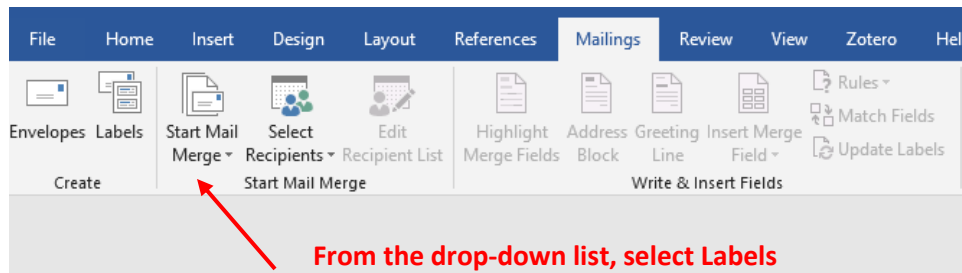 File Home Insert Design Layout References Mailings Review View Zotero Hel
Envelopes Labels Start Mail Merge Select Recipients Edit Recipient List Highlight Merge Fields Address Block Greeting Line Insert Merge Field Rules
Match Fields
Update Labels
Create Start Mail Merge Write & Insert Fields
From the drop-down list, select Labels